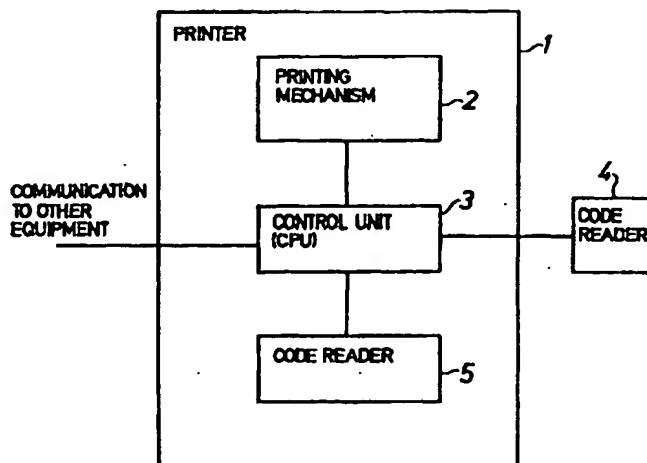 PRINTER
1
PRINTING
MECHANISM
2
COMMUNICATION
TO OTHER
EQUIPMENT
3
CONTROL UNIT
(CPU)
4
CODE
READER
CODE READER
5